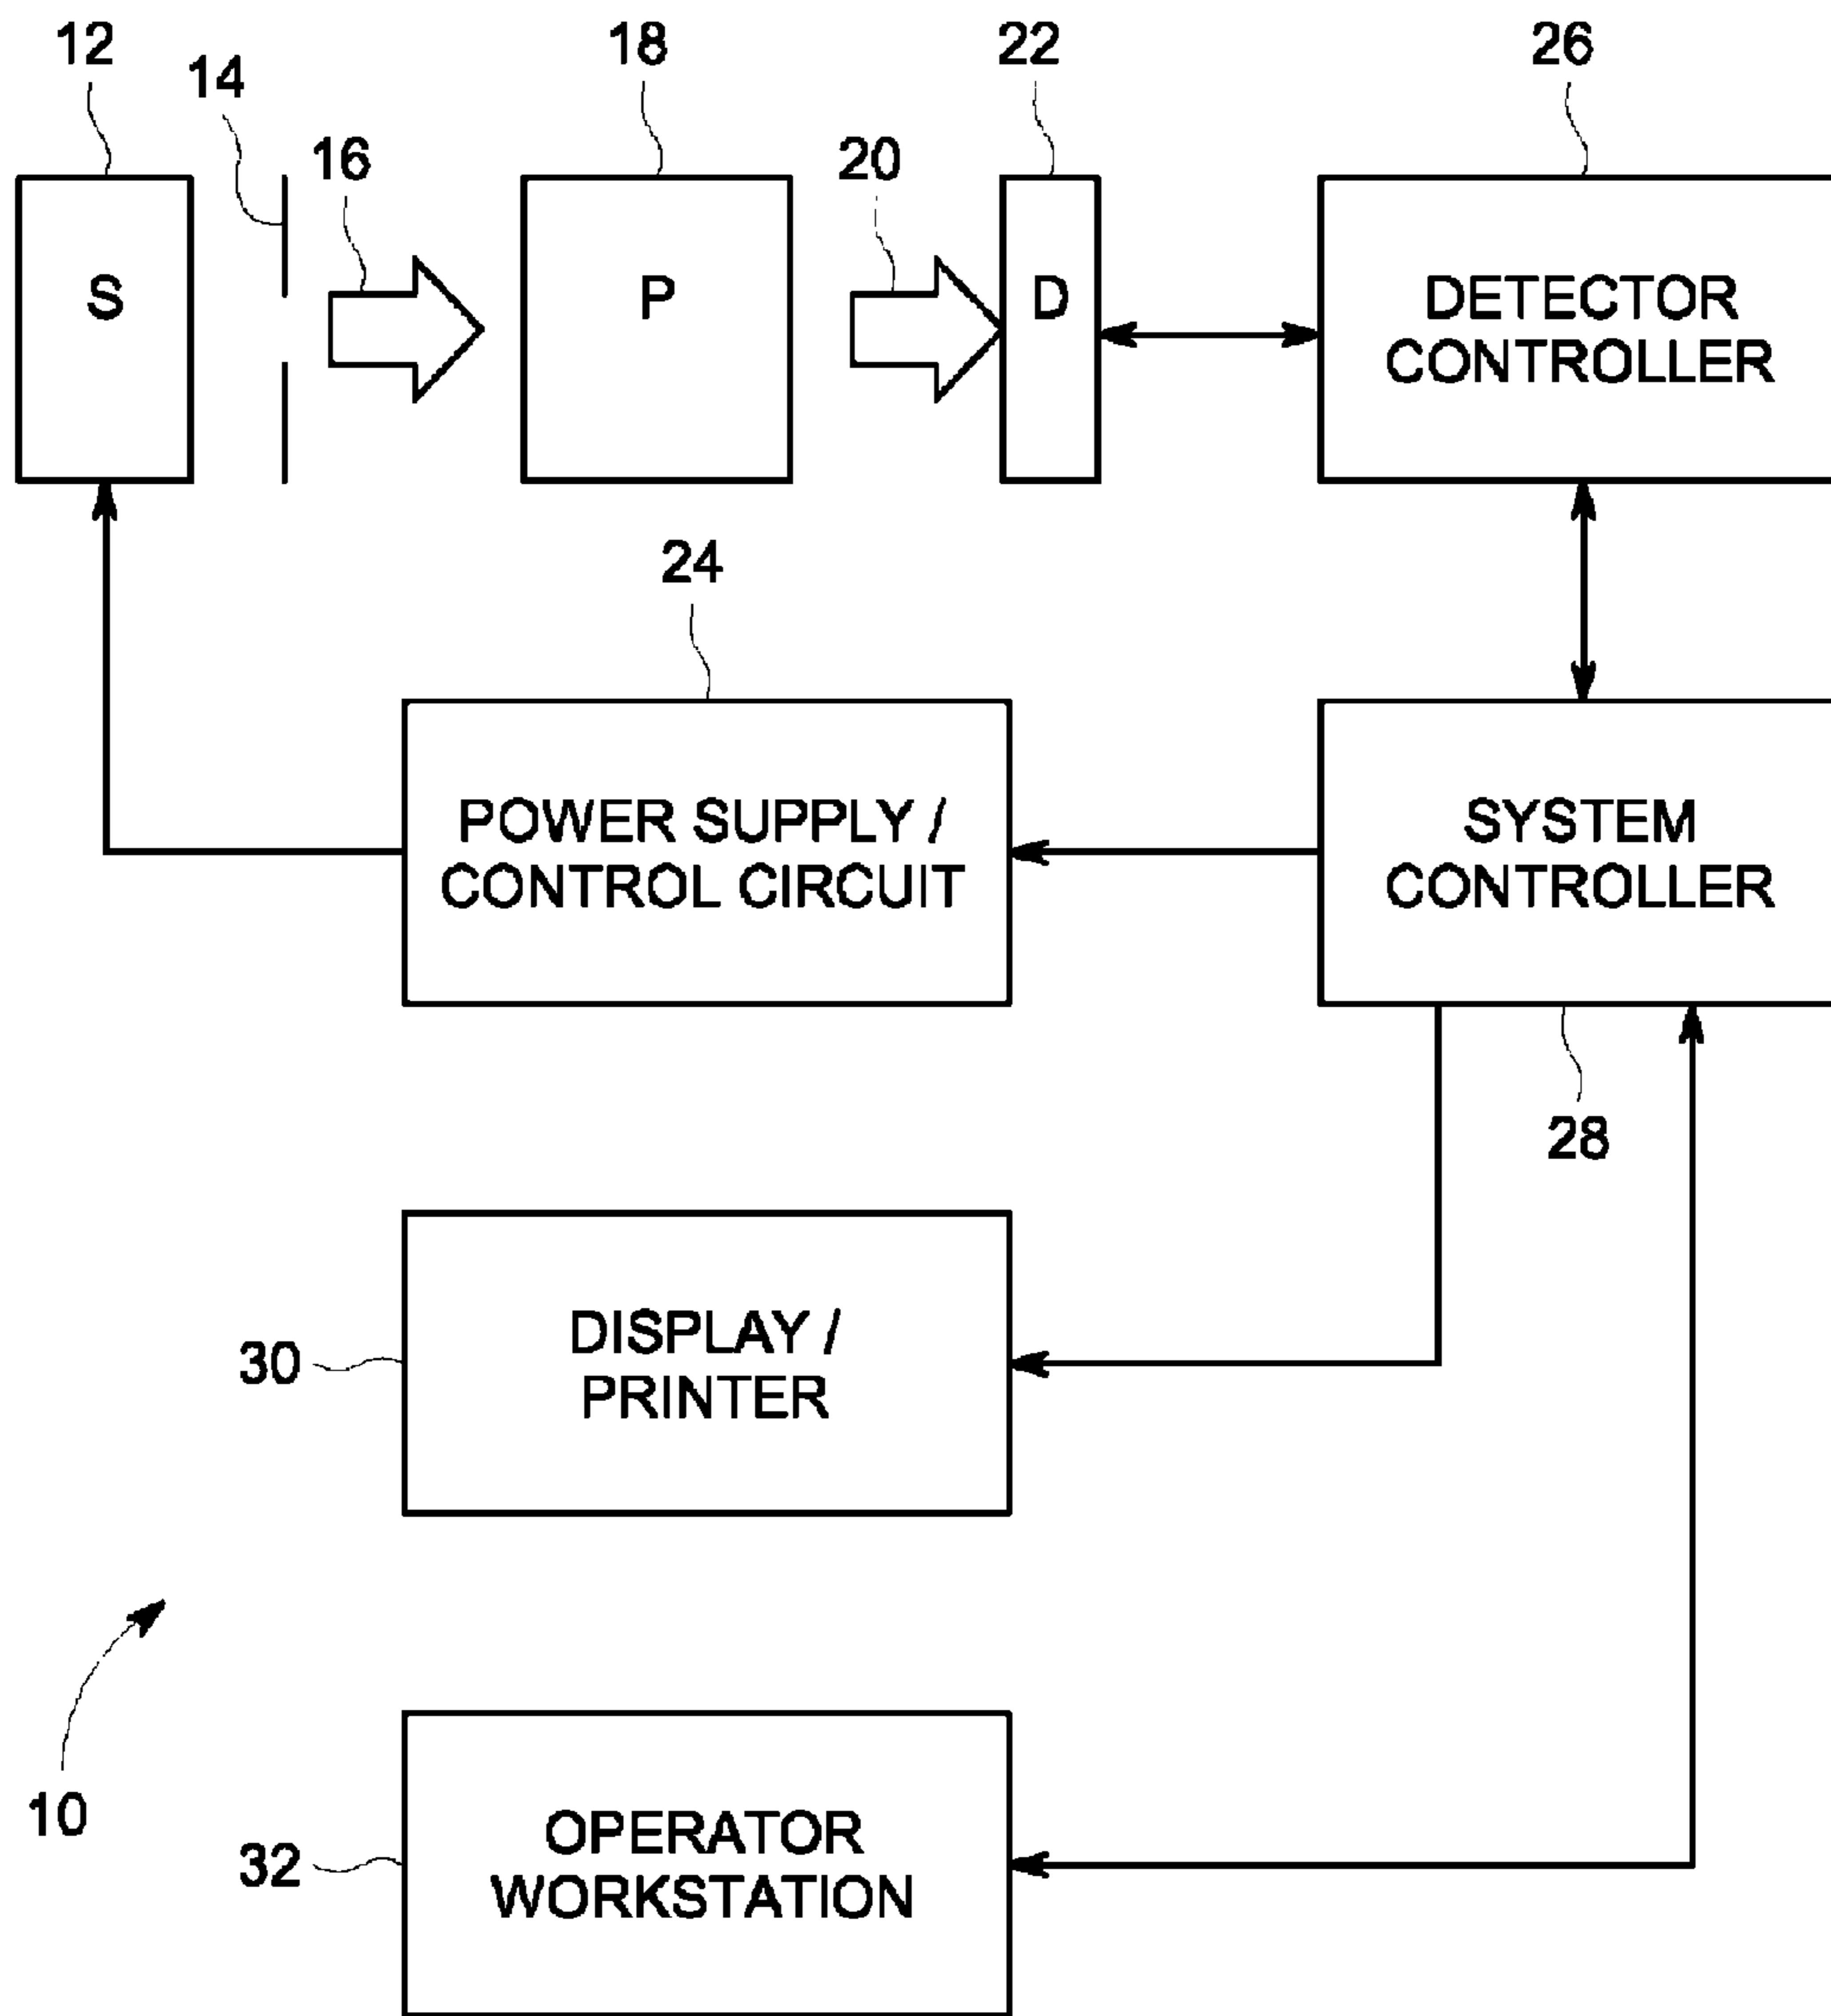 12
14
16
18
20
22
26
S
P
D
DETECTOR
CONTROLLER
24
POWER SUPPLY /
CONTROL CIRCUIT
SYSTEM
CONTROLLER
28
30
DISPLAY /
PRINTER
10
32
OPERATOR
WORKSTATION